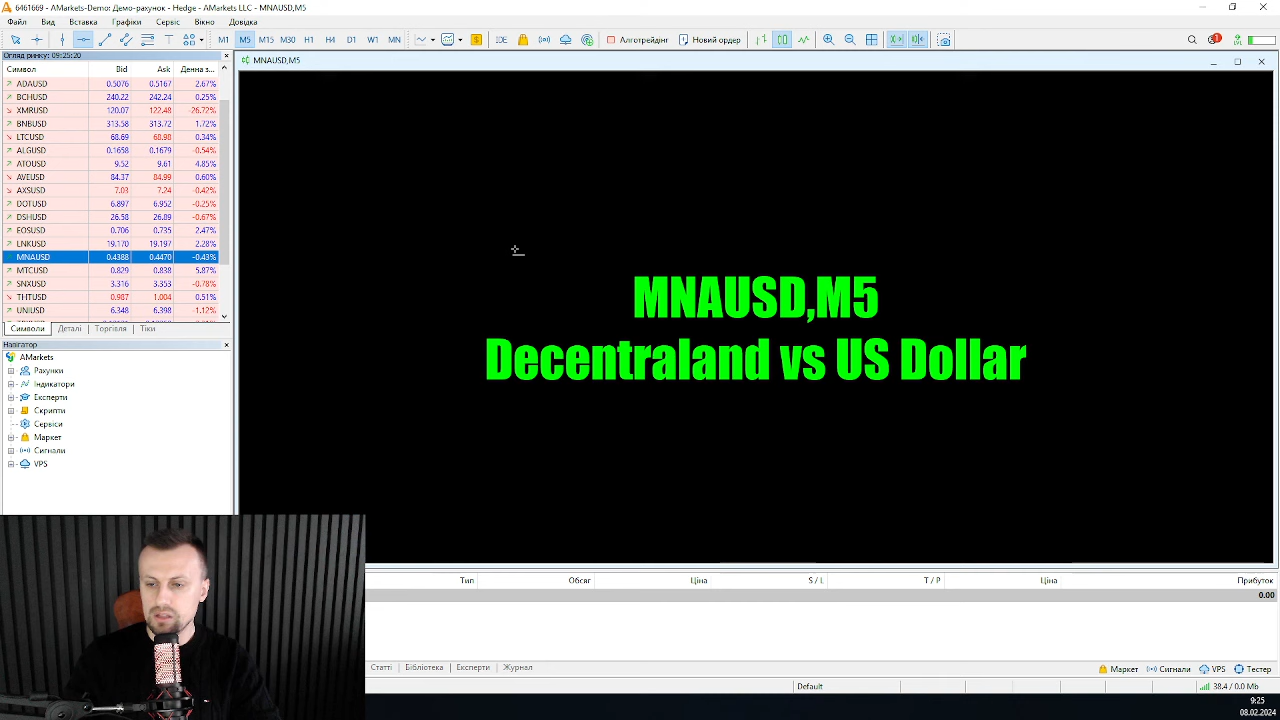 6461669 - AMarkets-Demo: Демо-рахунок - Hedge - AMarkets LLC - MNAUSD,M5
Файл Вид Вставка Графіки Сервіс Вікно Довідка
M1 M5 M15 M30 H1 H4 D1 W1 MN IDE Алготрейдінг Новий ордер
Огляд ринку: 09:25:20
Символ Bid Ask Денна з...
ADAUSD 0.5076 0.5167 2.67%
BCHUSD 240.22 242.24 0.25%
XMRUSD 120.07 122.48 -26.72%
BNBUSD 313.58 313.72 1.72%
LTCUSD 68.69 68.98 0.34%
ALGUSD 0.1658 0.1679 -0.54%
ATOUSD 9.52 9.61 4.85%
AVEUSD 84.37 84.99 0.60%
AXSUSD 7.03 7.24 -0.42%
DOTUSD 6.897 6.952 -0.25%
DSHUSD 26.58 26.89 -0.67%
EOSUSD 0.706 0.735 2.47%
LNKUSD 19.170 19.197 2.28%
MNAUSD 0.4388 0.4470 -0.43%
MTCUSD 0.829 0.838 5.87%
SNXUSD 3.316 3.353 -0.78%
THTUSD 0.987 1.004 0.51%
UNIUSD 6.348 6.398 -1.12%
Символи Деталі Торгівля Тіки
Навігатор
AMarkets
Рахунки
Індикатори
Експерти
Скрипти
Сервіси
Маркет
Сигнали
VPS
MNAUSD,M5
MNAUSD,M5
Decentraland vs US Dollar
Тип Обсяг Ціна S / L T / P Ціна Прибуток
0.00
Статті Бібліотека Експерти Журнал
Маркет Сигнали VPS Тестер
Default 38.4 / 0.0 Mb
9:25
08.02.2024